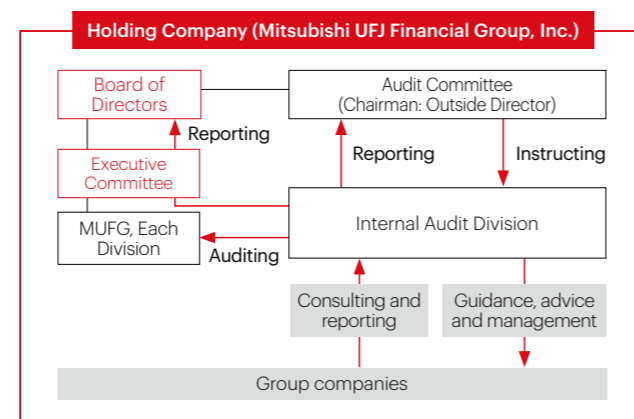 Holding Company (Mitsubishi UFJ Financial Group, Inc.)
Board of
Directors
Audit Committee
(Chairman: Outside Director)
Reporting
Reporting
Instructing
Executive
Committee
Internal Audit Division
MUFG, Each
Division
Auditing
Consulting and
reporting
Guidance, advice
and management
Group companies